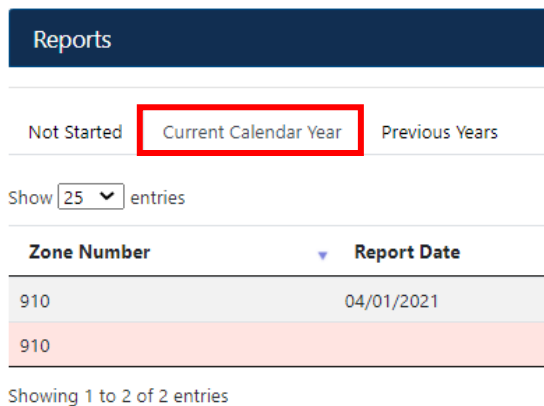 Reports
Not Started Current Calendar Year Previous Years
Show 25 entries
Zone Number Report Date
910 04/01/2021
910
Showing 1 to 2 of 2 entries